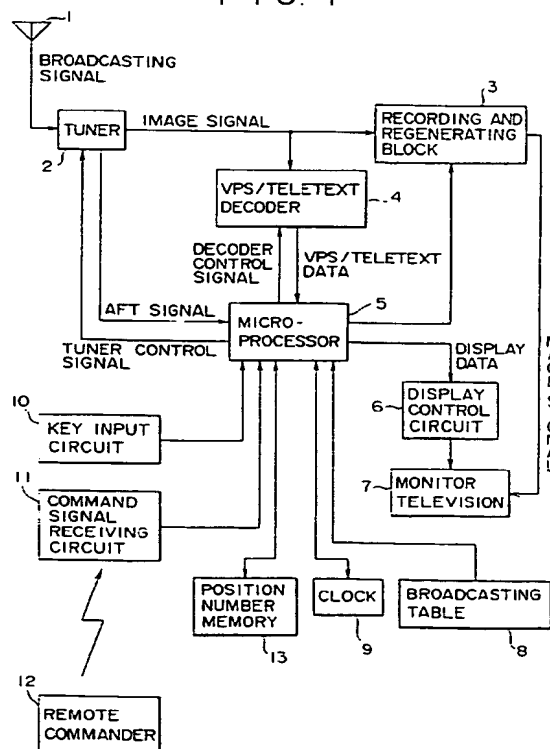 1
BROADCASTING
SIGNAL
TUNER
2
IMAGE SIGNAL
3
RECORDING AND
REGENERATING
BLOCK
VPS/TELETEXT
DECODER
4
DECODER
CONTROL
SIGNAL
VPS/TELETEXT
DATA
AFT SIGNAL
TUNER CONTROL
SIGNAL
5
MICRO-
PROCESSOR
DISPLAY
DATA
6
DISPLAY
CONTROL
CIRCUIT
7
MONITOR
TELEVISION
10
KEY INPUT
CIRCUIT
11
COMMAND
SIGNAL
RECEIVING
CIRCUIT
POSITION
NUMBER
MEMORY
13
CLOCK
9
BROADCASTING
TABLE
8
12
REMOTE
COMMANDER